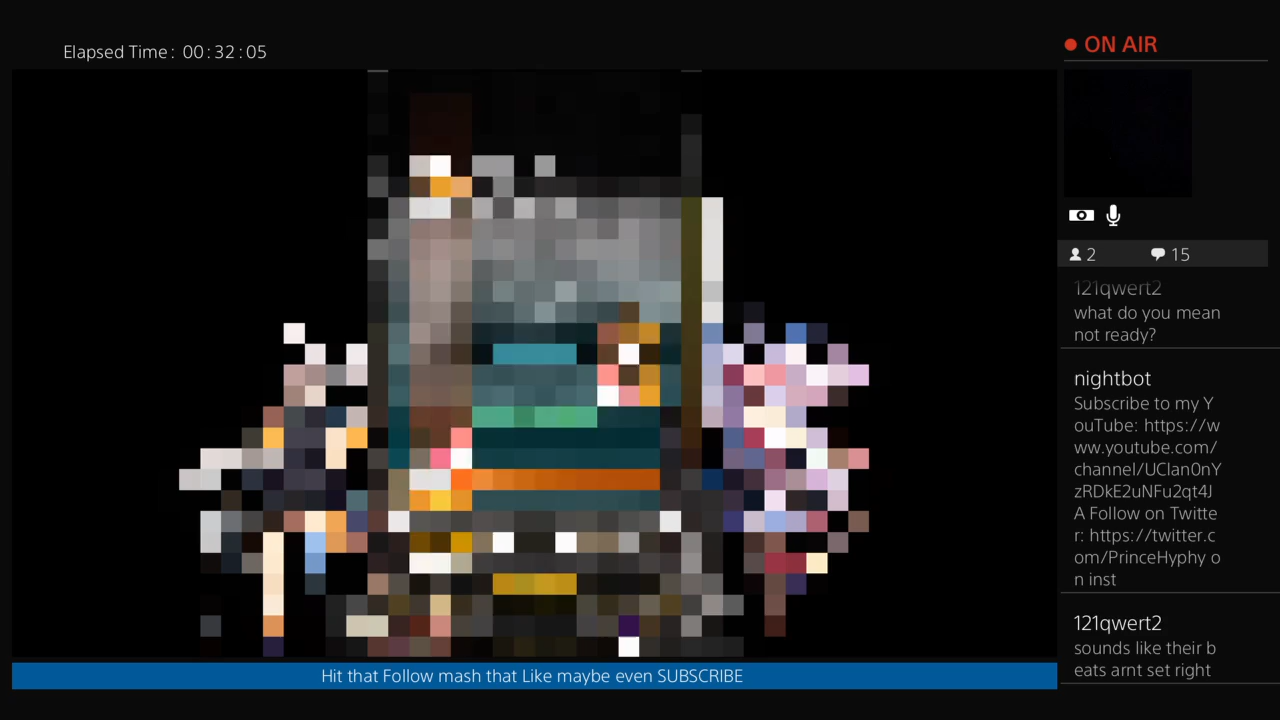 Elapsed Time: 00:32:05
ON AIR
2 15
121qwert2
what do you mean
not ready?
nightbot
Subscribe to my Y
ouTube: https://w
ww.youtube.com/
channel/UClan0nY
zRDkE2uNFu2qt4J
A Follow on Twitte
r: https://twitter.c
om/PrinceHyphy o
n inst
121qwert2
sounds like their b
eats arnt set right
Hit that Follow mash that Like maybe even SUBSCRIBE